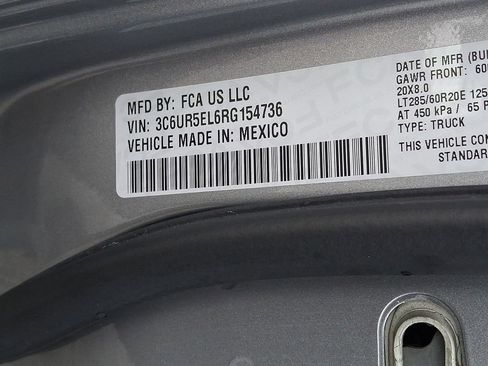 MFD BY: FCA US LLC
VIN: 3C6UR5EL6RG154736
VEHICLE MADE IN: MEXICO
DATE OF MFR
GAWR FRONT:
20X8.0
LT285/60R20E
AT 450 kPa / 65
TYPE: TRUCK
THIS VEHICLE
STANDAR